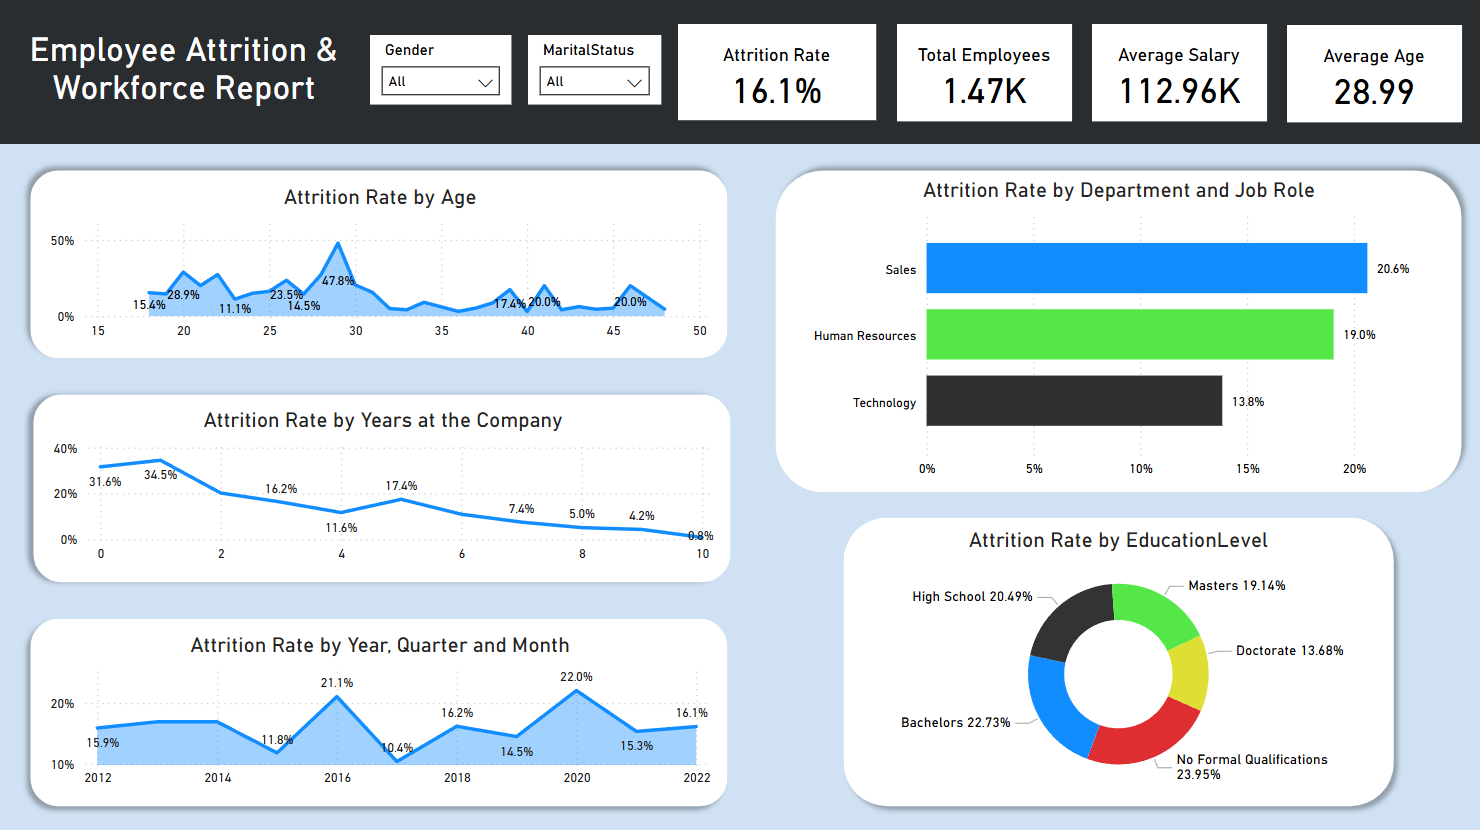 Employee Attrition &
Workforce Report
Gender
All
MaritalStatus
All
Attrition Rate
16.1%
Total Employees
1.47K
Average Salary
112.96K
Average Age
28.99
Attrition Rate by Age
50%
0%
15.4%
28.9%
11.1%
23.5%
14.5%
47.8%
17.4%
20.0%
20.0%
15 20 25 30 35 40 45 50
Attrition Rate by Years at the Company
40%
20%
0%
31.6%
34.5%
16.2%
11.6%
17.4%
7.4%
5.0%
4.2%
0.8%
0 2 4 6 8 10
Attrition Rate by Year, Quarter and Month
20%
10%
15.9%
11.8%
21.1%
10.4%
16.2%
14.5%
22.0%
15.3%
16.1%
2012 2014 2016 2018 2020 2022
Attrition Rate by Department and Job Role
Sales 20.6%
Human Resources 19.0%
Technology 13.8%
0% 5% 10% 15% 20%
Attrition Rate by EducationLevel
High School 20.49%
Masters 19.14%
Doctorate 13.68%
Bachelors 22.73%
No Formal Qualifications
23.95%